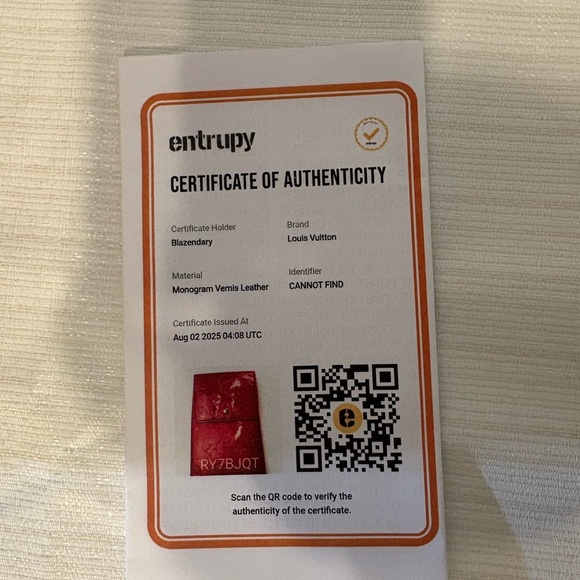 entrupy
CERTIFICATE OF AUTHENTICITY
Certificate Holder
Blazendary
Brand
Louis Vuitton
Material
Monogram Vernis Leather
Identifier
CANNOT FIND
Certificate Issued At
Aug 02 2025 04:08 UTC
RY7BJQT
e
Scan the QR code to verify the
authenticity of the certificate.